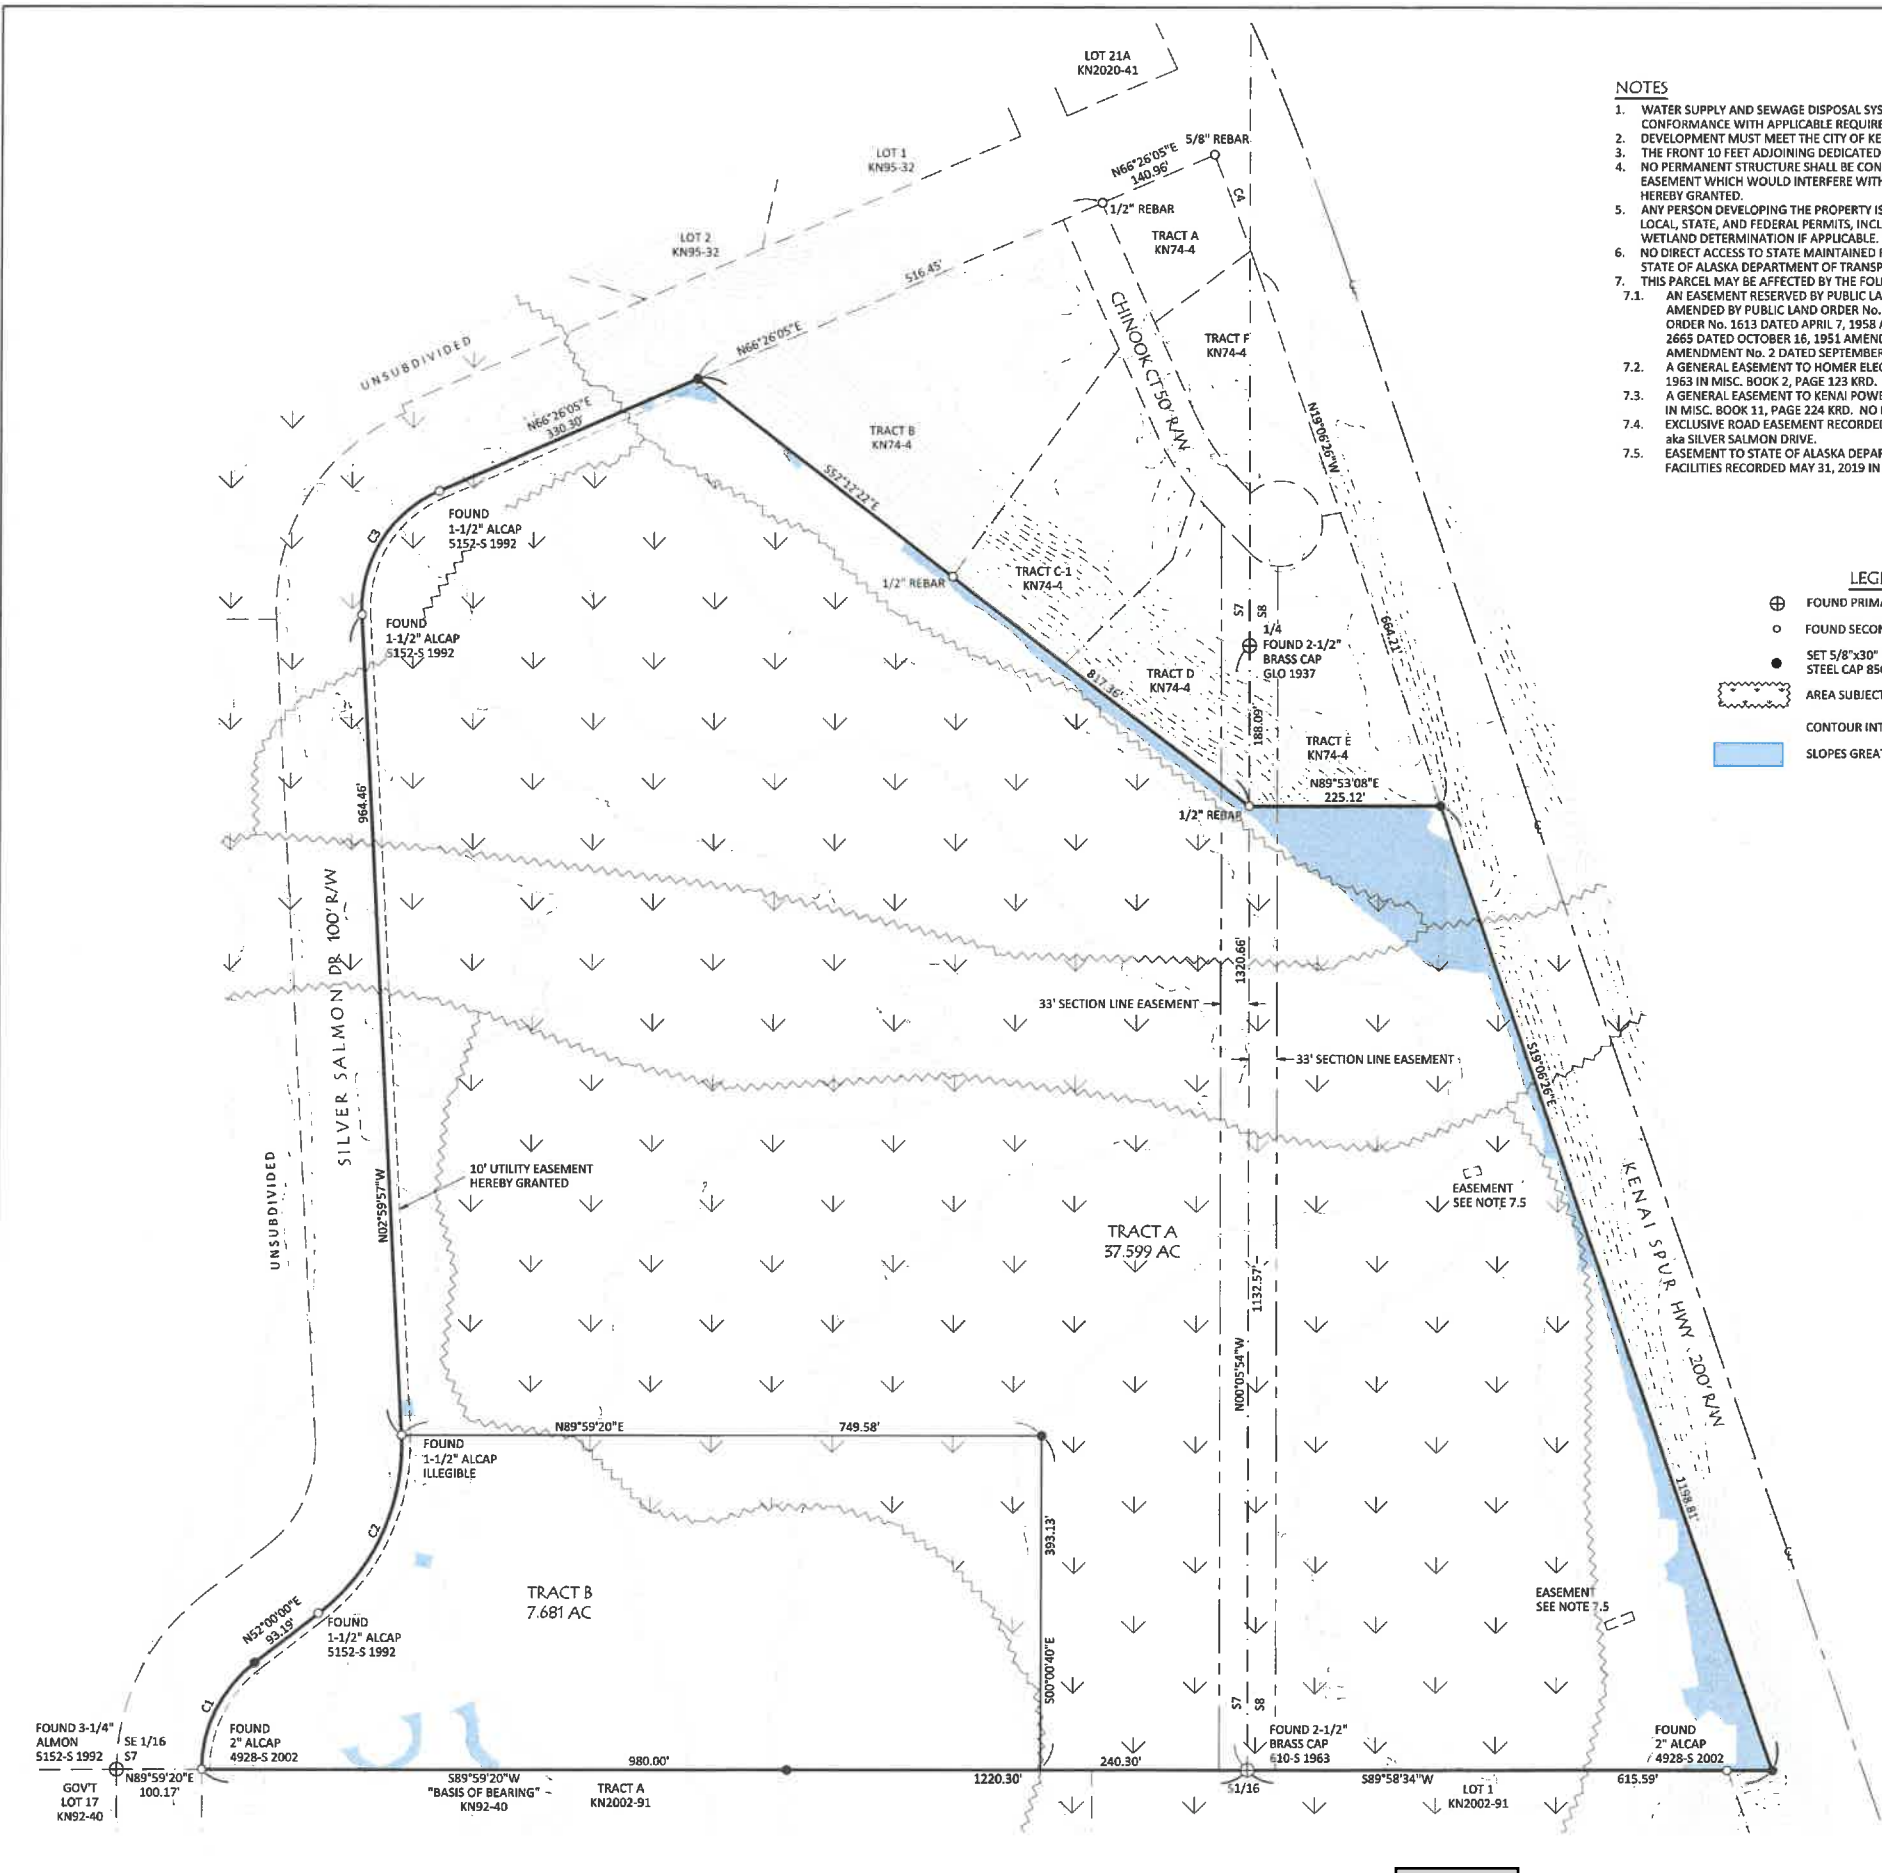 LOT 21A
KN2020-41
LOT 1
KN95-32
LOT 2
KN95-32
5/8" REBAR
N66°26'05"E
140.96'
C4
1/2" REBAR
TRACT A
KN74-4
516.45'
N66°26'05"E
UNSUBDIVIDED
CHINOOK CT 50' R/W
TRACT F
KN74-4
N19°06'26"W
664.21'
N66°26'05"E
330.30'
TRACT B
KN74-4
S52°12'22"E
817.36'
FOUND
1-1/2" ALCAP
5152-S 1992
C3
1/2" REBAR
TRACT C-1
KN74-4
FOUND
1-1/2" ALCAP
5152-S 1992
S7
S8
1/4
FOUND 2-1/2"
BRASS CAP
GLO 1937
TRACT D
KN74-4
188.09'
TRACT E
KN74-4
N89°53'08"E
225.12'
1/2" REBAR
964.46'
SILVER SALMON DR 100' R/W
1320.66'
33' SECTION LINE EASEMENT
33' SECTION LINE EASEMENT
S19°06'26"E
UNSUBDIVIDED
N02°59'57"W
10' UTILITY EASEMENT
HEREBY GRANTED
EASEMENT
SEE NOTE 7.5
KENAI SPUR HWY 200' R/W
TRACT A
37.599 AC
1132.57'
N00°05'54"W
N89°59'20"E
749.58'
FOUND
1-1/2" ALCAP
ILLEGIBLE
1198.81'
C2
393.13'
TRACT B
7.681 AC
EASEMENT
SEE NOTE 7.5
N52°00'00"E
93.19'
FOUND
1-1/2" ALCAP
5152-S 1992
S00°00'40"E
C1
S7
S8
FOUND 3-1/4"
ALMON
5152-S 1992
SE 1/16
S7
FOUND
2" ALCAP
4928-S 2002
FOUND 2-1/2"
BRASS CAP
610-S 1963
FOUND
2" ALCAP
4928-S 2002
980.00'
240.30'
N89°59'20"E
100.17'
S89°59'20"W
"BASIS OF BEARING"
KN92-40
TRACT A
KN2002-91
1220.30'
S1/16
S89°58'34"W
LOT 1
KN2002-91
615.59'
GOV'T
LOT 17
KN92-40
NOTES
1. WATER SUPPLY AND SEWAGE DISPOSAL SYS
CONFORMANCE WITH APPLICABLE REQUIRE
2. DEVELOPMENT MUST MEET THE CITY OF KE
3. THE FRONT 10 FEET ADJOINING DEDICATED
4. NO PERMANENT STRUCTURE SHALL BE CON
EASEMENT WHICH WOULD INTERFERE WITH
HEREBY GRANTED.
5. ANY PERSON DEVELOPING THE PROPERTY IS
LOCAL, STATE, AND FEDERAL PERMITS, INCL
WETLAND DETERMINATION IF APPLICABLE.
6. NO DIRECT ACCESS TO STATE MAINTAINED
STATE OF ALASKA DEPARTMENT OF TRANSP
7. THIS PARCEL MAY BE AFFECTED BY THE FOL
7.1. AN EASEMENT RESERVED BY PUBLIC LA
AMENDED BY PUBLIC LAND ORDER No.
ORDER No. 1613 DATED APRIL 7, 1958
2665 DATED OCTOBER 16, 1951 AMEND
AMENDMENT No. 2 DATED SEPTEMBER
7.2. A GENERAL EASEMENT TO HOMER ELEC
1963 IN MISC. BOOK 2, PAGE 123 KRD.
7.3. A GENERAL EASEMENT TO KENAI POWE
IN MISC. BOOK 11, PAGE 224 KRD. NO
7.4. EXCLUSIVE ROAD EASEMENT RECORDED
aka SILVER SALMON DRIVE.
7.5. EASEMENT TO STATE OF ALASKA DEPAR
FACILITIES RECORDED MAY 31, 2019 IN
LEGE
FOUND PRIMA
FOUND SECON
SET 5/8"x30"
STEEL CAP 856
AREA SUBJECT
CONTOUR INT
SLOPES GREAT